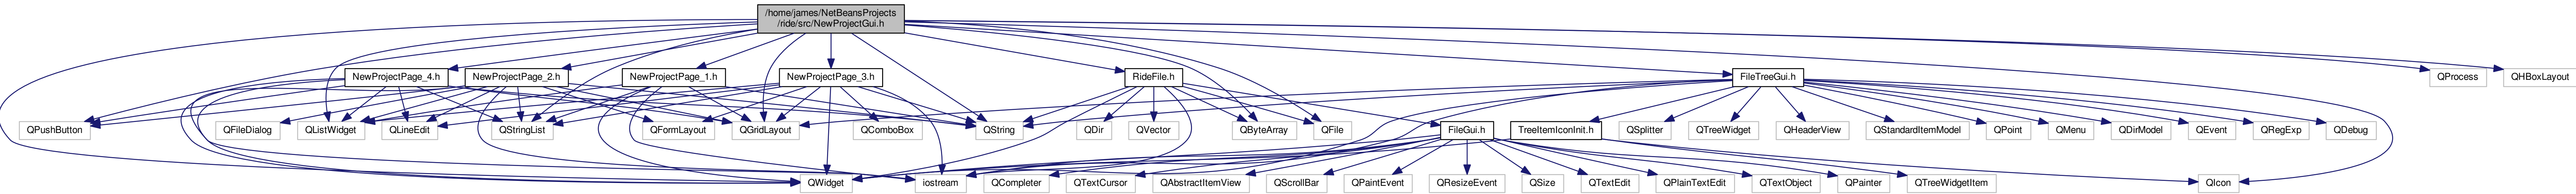 /home/james/NetBeansProjects
/ride/src/NewProjectGui.h
NewProjectPage_4.h
NewProjectPage_2.h
NewProjectPage_1.h
NewProjectPage_3.h
RideFile.h
FileTreeGui.h
QProcess
QHBoxLayout
QPushButton
QFileDialog
QListWidget
QLineEdit
QStringList
QFormLayout
QGridLayout
QComboBox
QString
QDir
QVector
QByteArray
QFile
FileGui.h
TreeItemIconInit.h
QSplitter
QTreeWidget
QHeaderView
QStandardItemModel
QPoint
QMenu
QDirModel
QEvent
QRegExp
QDebug
QWidget
iostream
QCompleter
QTextCursor
QAbstractItemView
QScrollBar
QPaintEvent
QResizeEvent
QSize
QTextEdit
QPlainTextEdit
QTextObject
QPainter
QTreeWidgetItem
QIcon